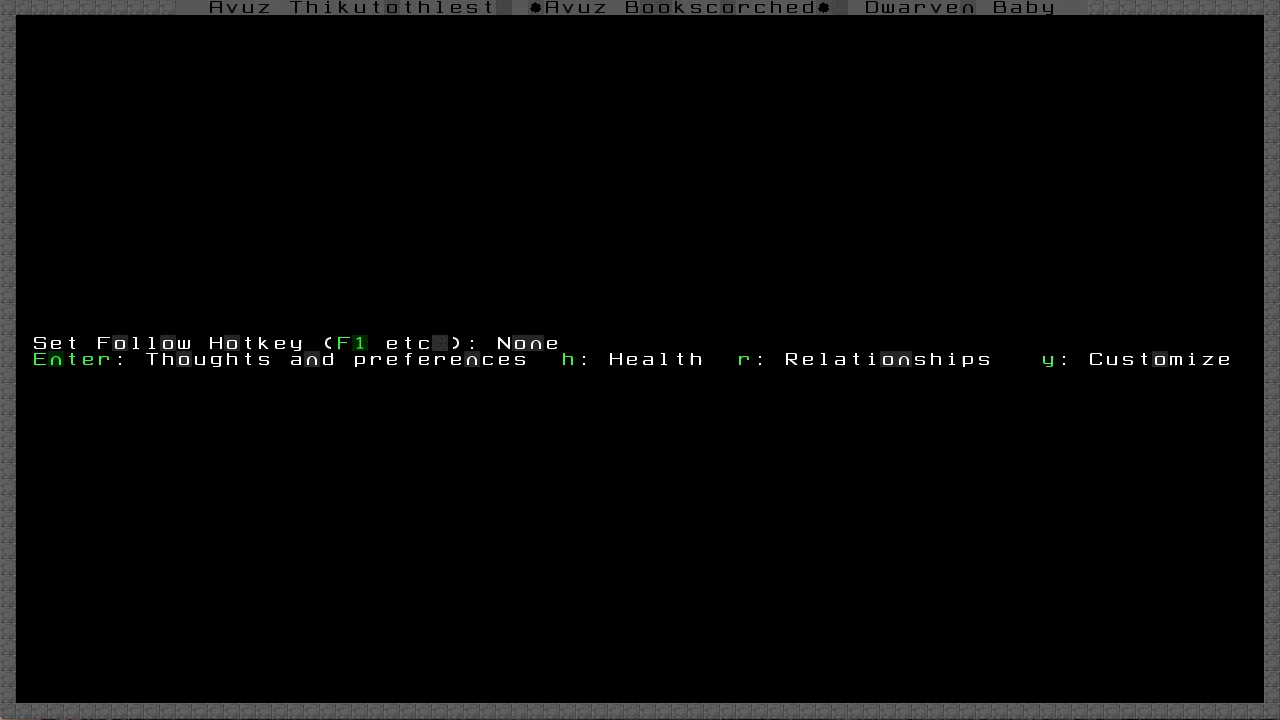 Avuz Thikutothlest, ✹Avuz Bookscorched✹, Dwarven Baby
Set Follow Hotkey (F1 etc.): None
Enter: Thoughts and preferences h: Health r: Relationships y: Customize